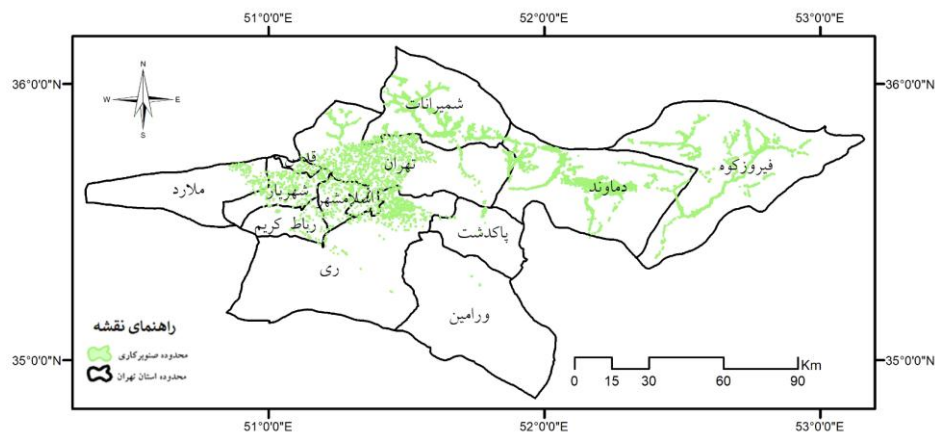 51°0'0"E 52°0'0"E 53°0'0"E
36°0'0"N 36°0'0"N
N
W E
S
شمیرانات
تهران
فیروزکوه
دماوند
ملارد
شهریار
اسلامشهر
رباط کریم
پاکدشت
ری
ورامین
راهنمای نقشه
محدوده صنوبرکاری
محدوده استان تهران
35°0'0"N 35°0'0"N
Km
0 15 30 60 90
51°0'0"E 52°0'0"E 53°0'0"E